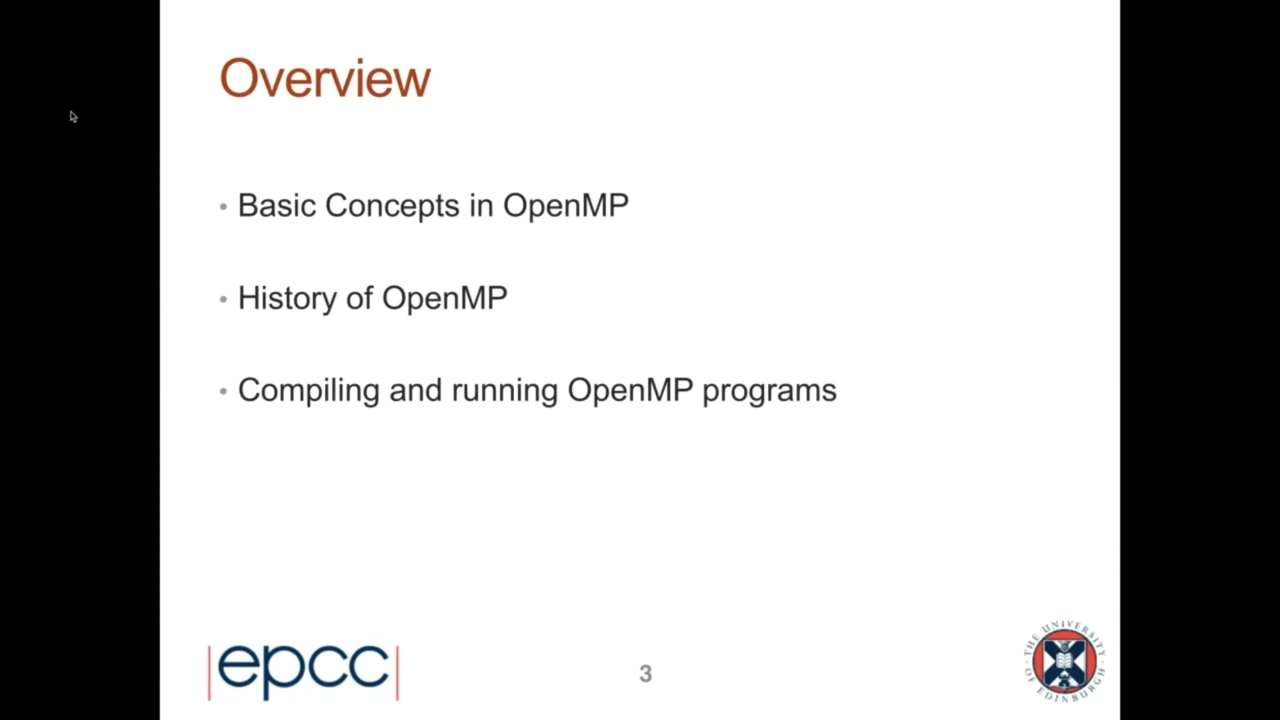 Overview
• Basic Concepts in OpenMP
• History of OpenMP
• Compiling and running OpenMP programs
|epcc|
3
THE UNIVERSITY OF EDINBURGH